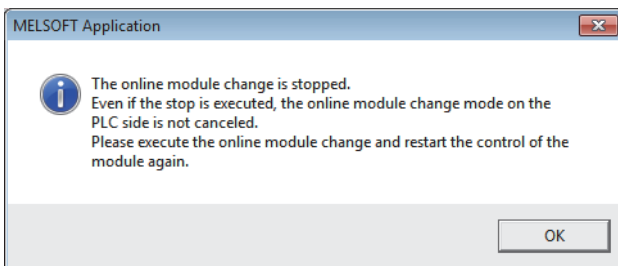 MELSOFT Application
The online module change is stopped.
Even if the stop is executed, the online module change mode on the
PLC side is not canceled.
Please execute the online module change and restart the control of the
module again.
OK